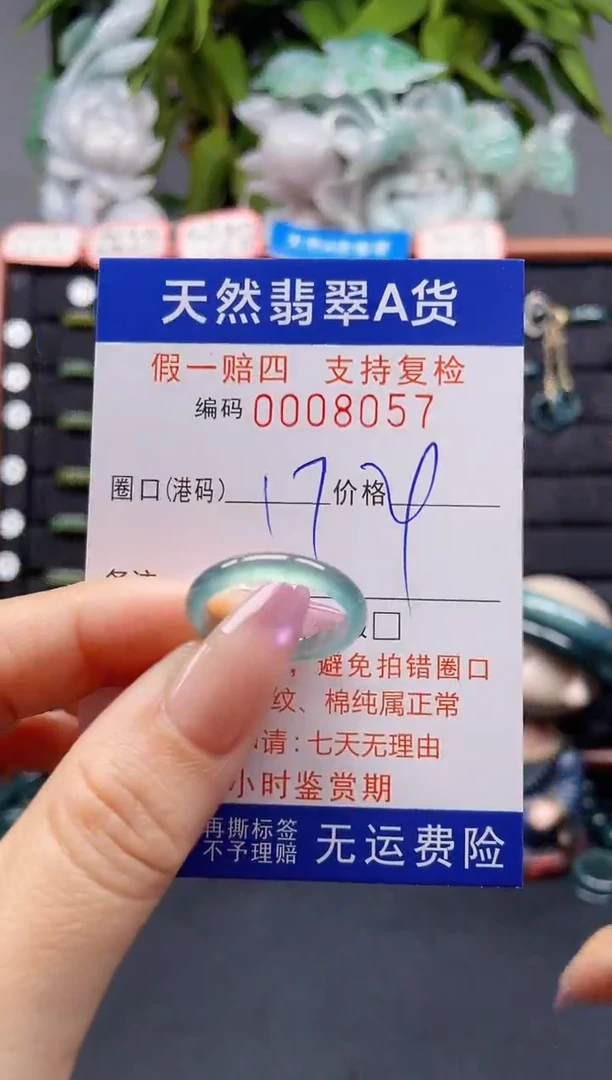 天然翡翠A货
假一赔四 支持复检
编码 0008057
圈口(港码) 17 价格 φ
备注
□
, 避免拍错圈口
纹、棉纯属正常
请:七天无理由
小时鉴赏期
再撕标签
不予理赔
无运费险